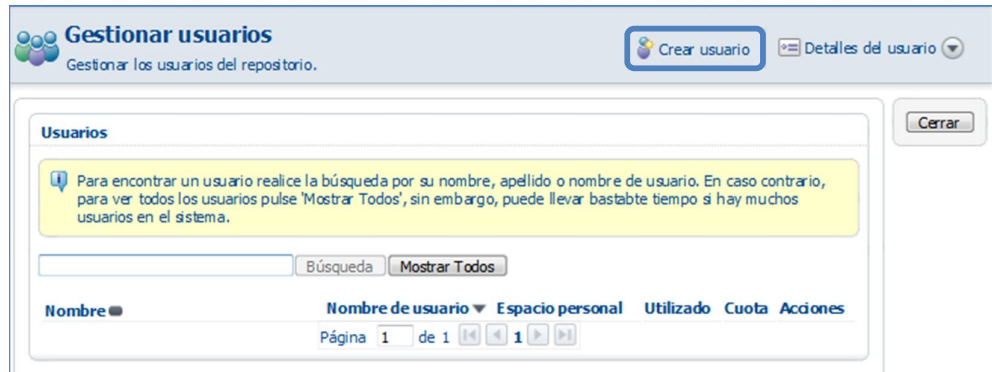 Gestionar usuarios
Gestionar los usuarios del repositorio.
Crear usuario
Detalles del usuario
Cerrar
Usuarios
Para encontrar un usuario realice la búsqueda por su nombre, apellido o nombre de usuario. En caso contrario,
para ver todos los usuarios pulse 'Mostrar Todos', sin embargo, puede llevar bastabte tiempo si hay muchos
usuarios en el sistema.
Búsqueda Mostrar Todos
Nombre Nombre de usuario Espacio personal Utilizado Cuota Acciones
Página 1 de 1 1